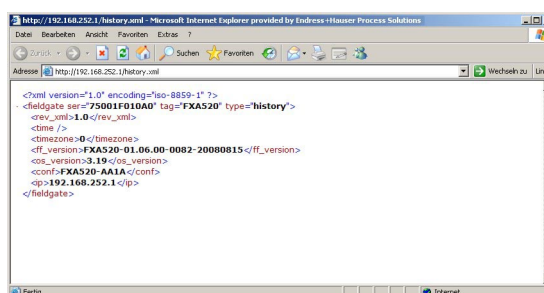 http://192.168.252.1/history.xml - Microsoft Internet Explorer provided by Endress+Hauser Process Solutions
Datei Bearbeiten Ansicht Favoriten Extras ?
Zurück Suchen Favoriten
Adresse http://192.168.252.1/history.xml Wechseln zu Lin
<?xml version="1.0" encoding="iso-8859-1" ?>
- <fieldgate ser="75001F010A0" tag="FXA520" type="history">
<rev_xml>1.0</rev_xml>
<time />
<timezone>0</timezone>
<ff_version>FXA520-01.06.00-0082-20080815</ff_version>
<os_version>3.19</os_version>
<conf>FXA520-AA1A</conf>
<ip>192.168.252.1</ip>
</fieldgate>
Fertig Internet